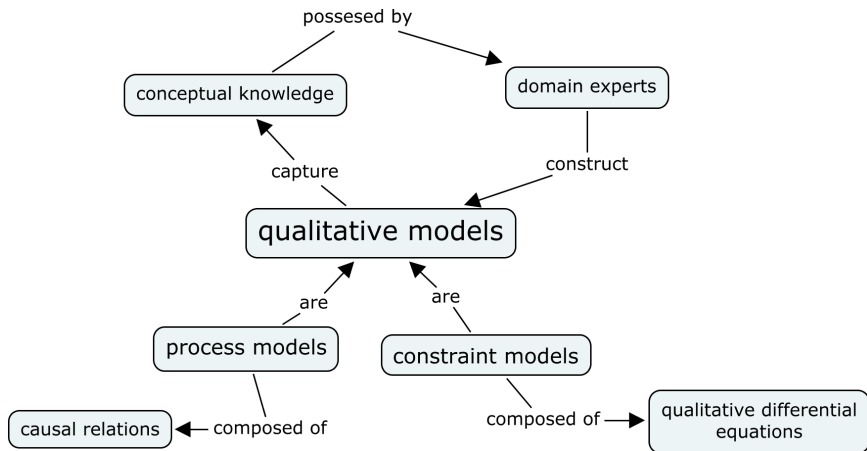 possesed by
conceptual knowledge
domain experts
capture
construct
qualitative models
are
are
process models
constraint models
causal relations
composed of
composed of
qualitative differential
equations